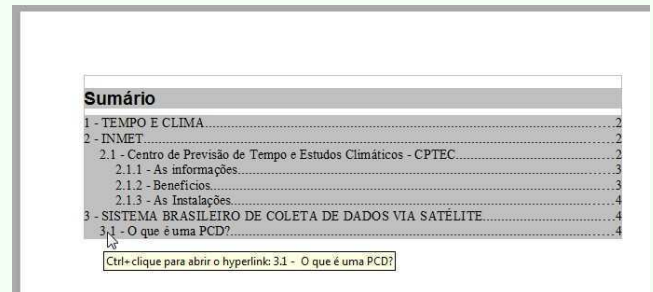 Sumário
1 - TEMPO E CLIMA..........2
2 - INMET..........2
2.1 - Centro de Previsão de Tempo e Estudos Climáticos - CPTEC..........2
2.1.1 - As informações..........3
2.1.2 - Benefícios..........3
2.1.3 - As Instalações..........4
3 - SISTEMA BRASILEIRO DE COLETA DE DADOS VIA SATÉLITE..........4
3.1 - O que é uma PCD?..........4
Ctrl+clique para abrir o hyperlink: 3.1 - O que é uma PCD?